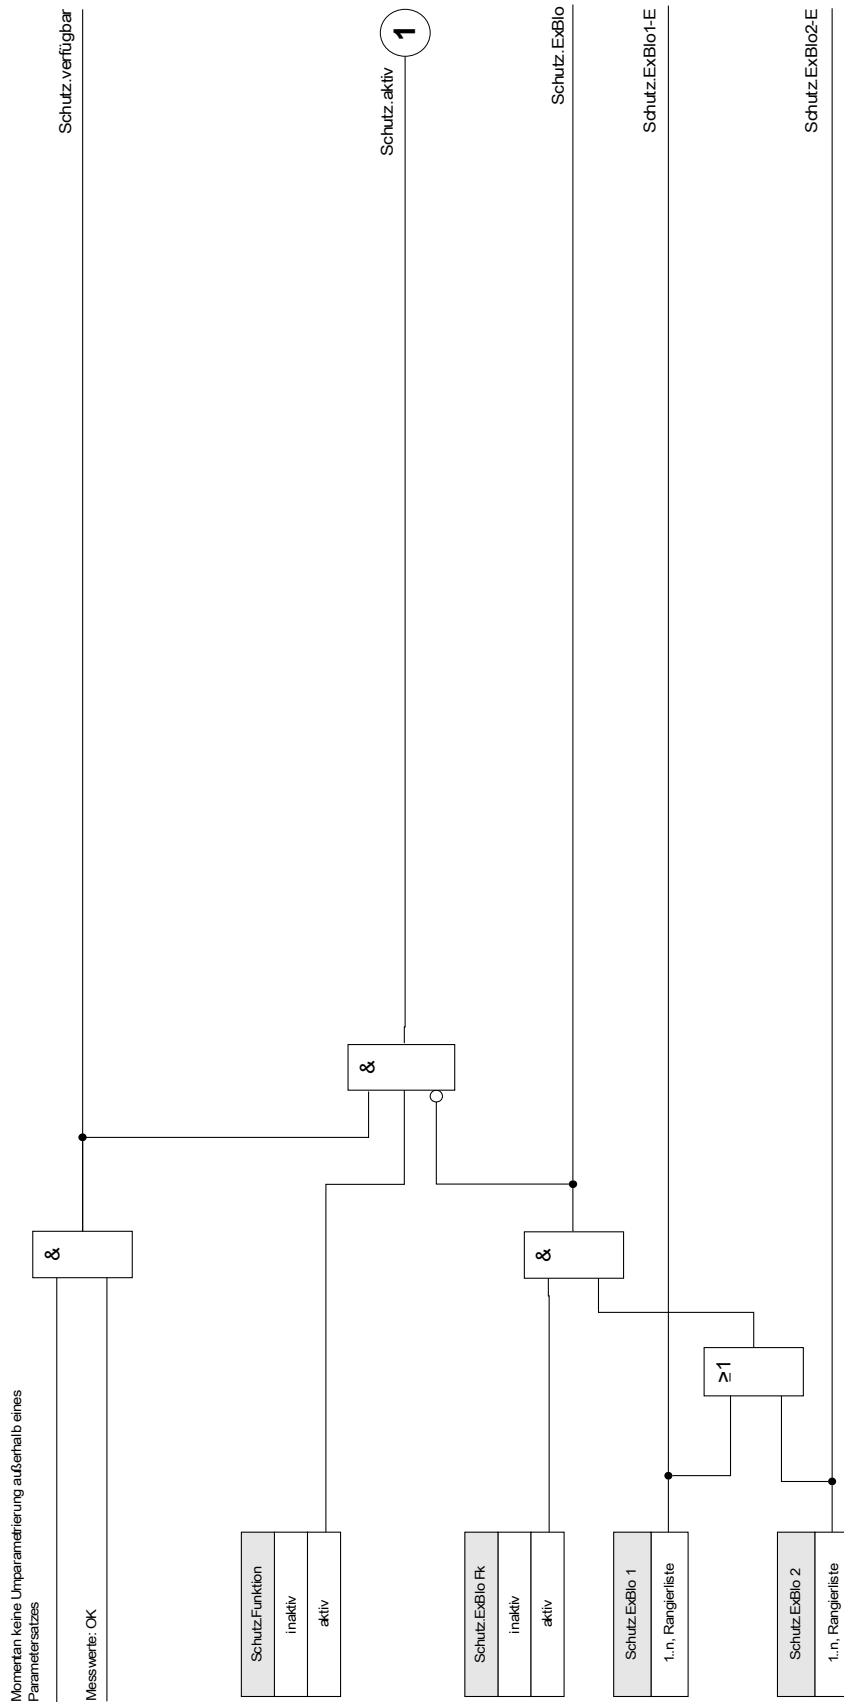 Momentan keine Umparametrierung außerhalb eines
Parametersatzes
Messwerte: OK
&
Schutz.verfügbar
Schutz.Funktion
inaktiv
aktiv
&
Schutz.aktiv
1
Schutz.ExBlo Fk
inaktiv
aktiv
&
Schutz.ExBlo
Schutz.ExBlo 1
1..n, Rangierliste
Schutz.ExBlo1-E
≥1
Schutz.ExBlo 2
1..n, Rangierliste
Schutz.ExBlo2-E